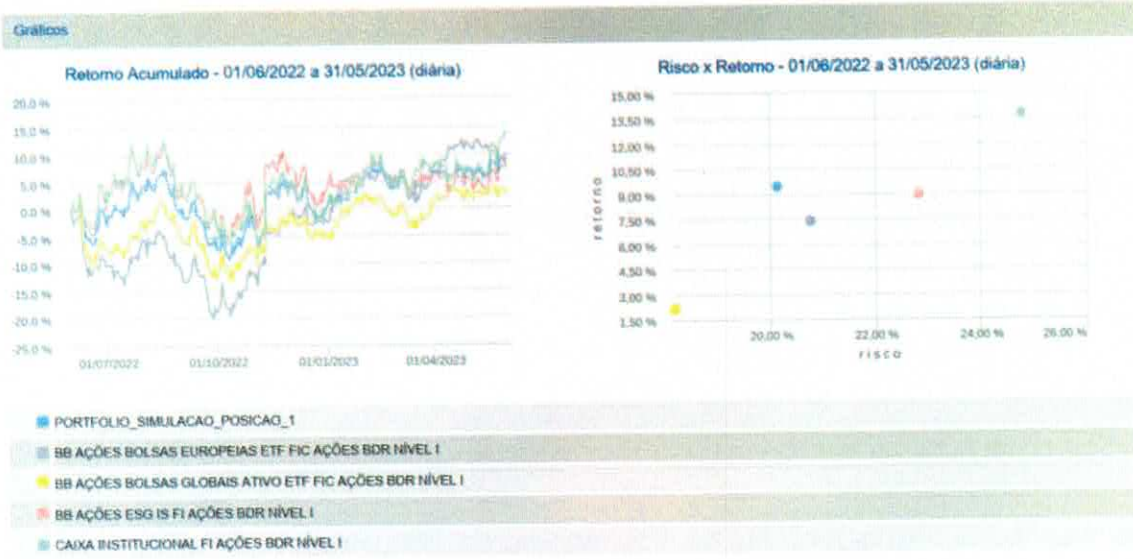 Gráficos
Retorno Acumulado - 01/06/2022 a 31/05/2023 (diária)
20,0 %
15,0 %
10,0 %
5,0 %
0,0 %
-5,0 %
-10,0 %
-15,0 %
-20,0 %
-25,0 %
01/07/2022
01/10/2022
01/01/2023
01/04/2023
Risco x Retorno - 01/06/2022 a 31/05/2023 (diária)
15,00 %
13,50 %
12,00 %
10,50 %
9,00 %
7,50 %
6,00 %
4,50 %
3,00 %
1,50 %
retorno
20,00 %
22,00 %
24,00 %
26,00 %
risco
PORTFOLIO_SIMULACAO_POSICAO_1
BB AÇÕES BOLSAS EUROPEIAS ETF FIC AÇÕES BDR NÍVEL I
BB AÇÕES BOLSAS GLOBAIS ATIVO ETF FIC AÇÕES BDR NÍVEL I
BB AÇÕES ESG IS FI AÇÕES BDR NÍVEL I
CAIXA INSTITUCIONAL FI AÇÕES BDR NÍVEL I